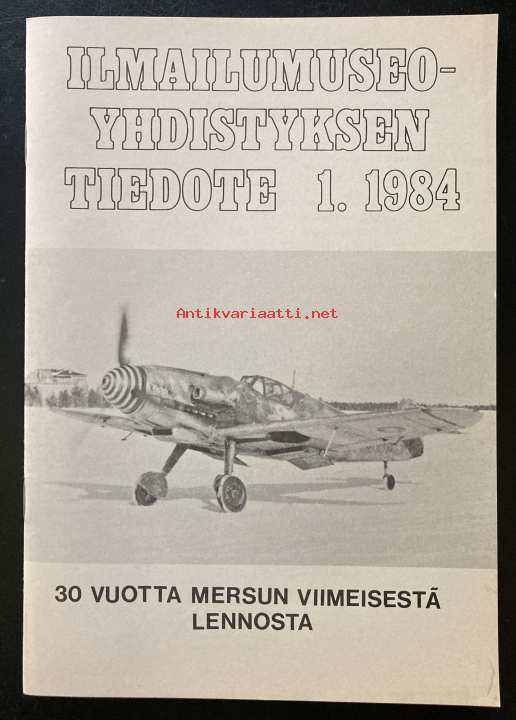 ILMAILUMUSEO-
YHDISTYKSEN
TIEDOTE 1. 1984
Antikvariaatti.net
30 VUOTTA MERSUN VIIMEISESTÄ
LENNOSTA